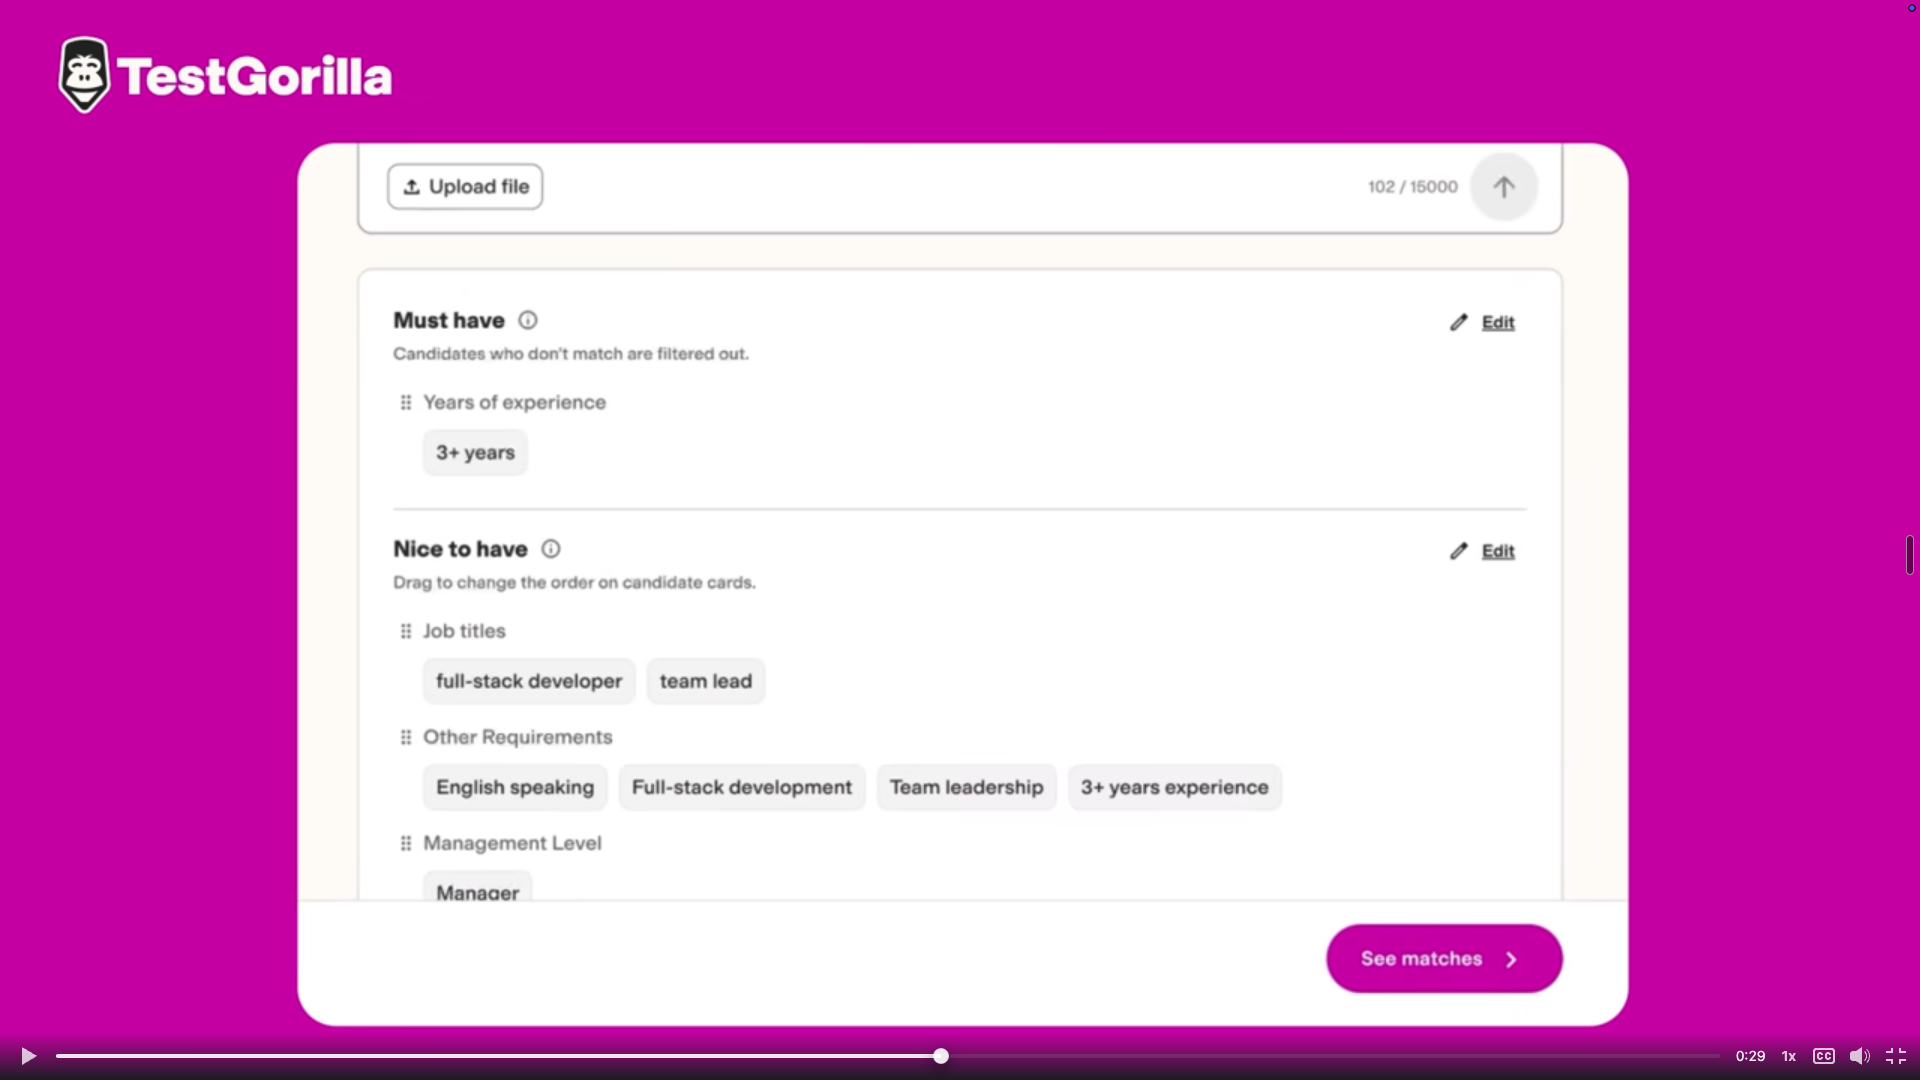 TestGorilla
Upload file
102 / 15000
Must have
Edit
Candidates who don't match are filtered out.
Years of experience
3+ years
Nice to have
Edit
Drag to change the order on candidate cards.
Job titles
full-stack developer team lead
Other Requirements
English speaking Full-stack development Team leadership 3+ years experience
Management Level
Manager
See matches
0:29 1x CC